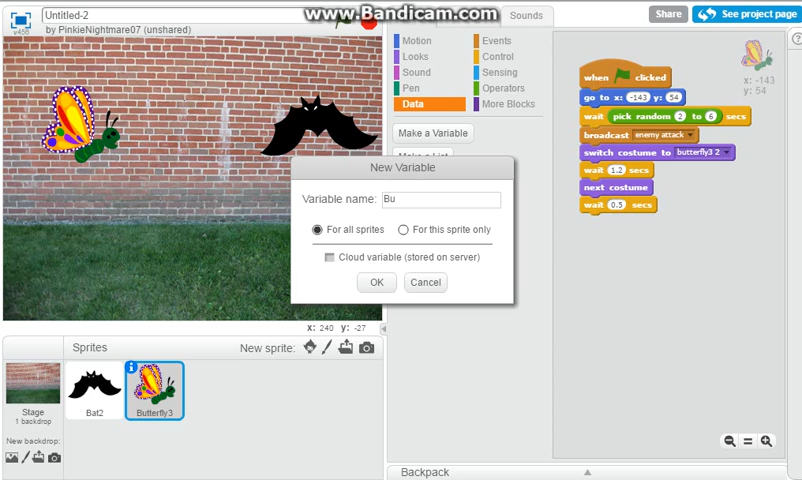 www.Bandicam.com
Untitled-2
by PinkieNightmare07 (unshared)
v456
Sounds
Share
See project page
Motion
Events
Looks
Control
Sound
Sensing
Pen
Operators
Data
More Blocks
Make a Variable
New Variable
Variable name: Bu
For all sprites
For this sprite only
Cloud variable (stored on server)
OK
Cancel
x: -143
y: 54
when clicked
go to x: -143 y: 54
wait pick random 2 to 6 secs
broadcast enemy attack
switch costume to butterfly3 2
wait 1.2 secs
next costume
wait 0.5 secs
x: 240 y: -27
Sprites
New sprite:
Stage
1 backdrop
New backdrop:
Bat2
Butterfly3
Backpack